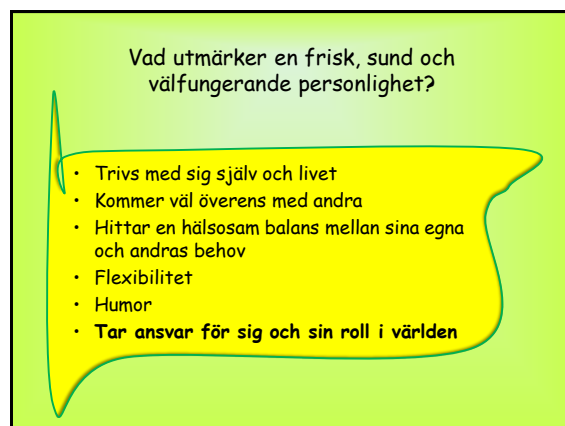 Vad utmärker en frisk, sund och
välfungerande personlighet?
• Trivs med sig själv och livet
• Kommer väl överens med andra
• Hittar en hälsosam balans mellan sina egna
och andras behov
• Flexibilitet
• Humor
• Tar ansvar för sig och sin roll i världen